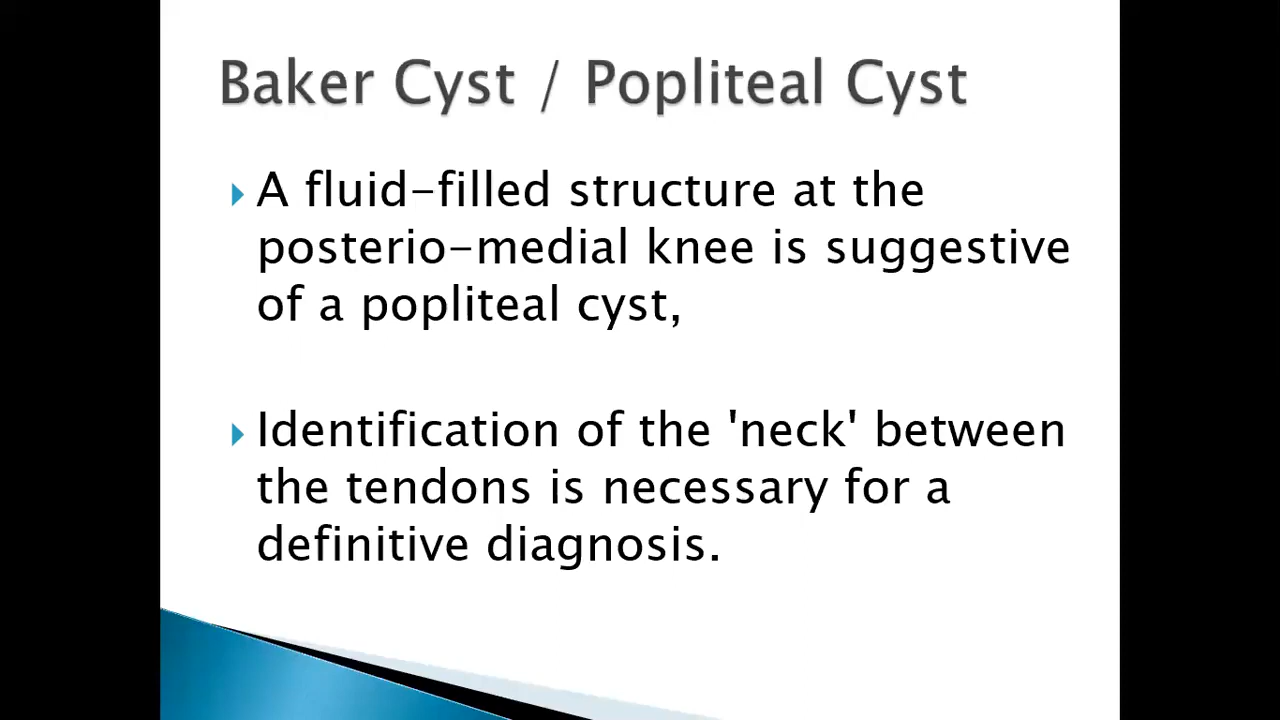 Baker Cyst / Popliteal Cyst
A fluid-filled structure at the
posterio-medial knee is suggestive
of a popliteal cyst,
Identification of the 'neck' between
the tendons is necessary for a
definitive diagnosis.